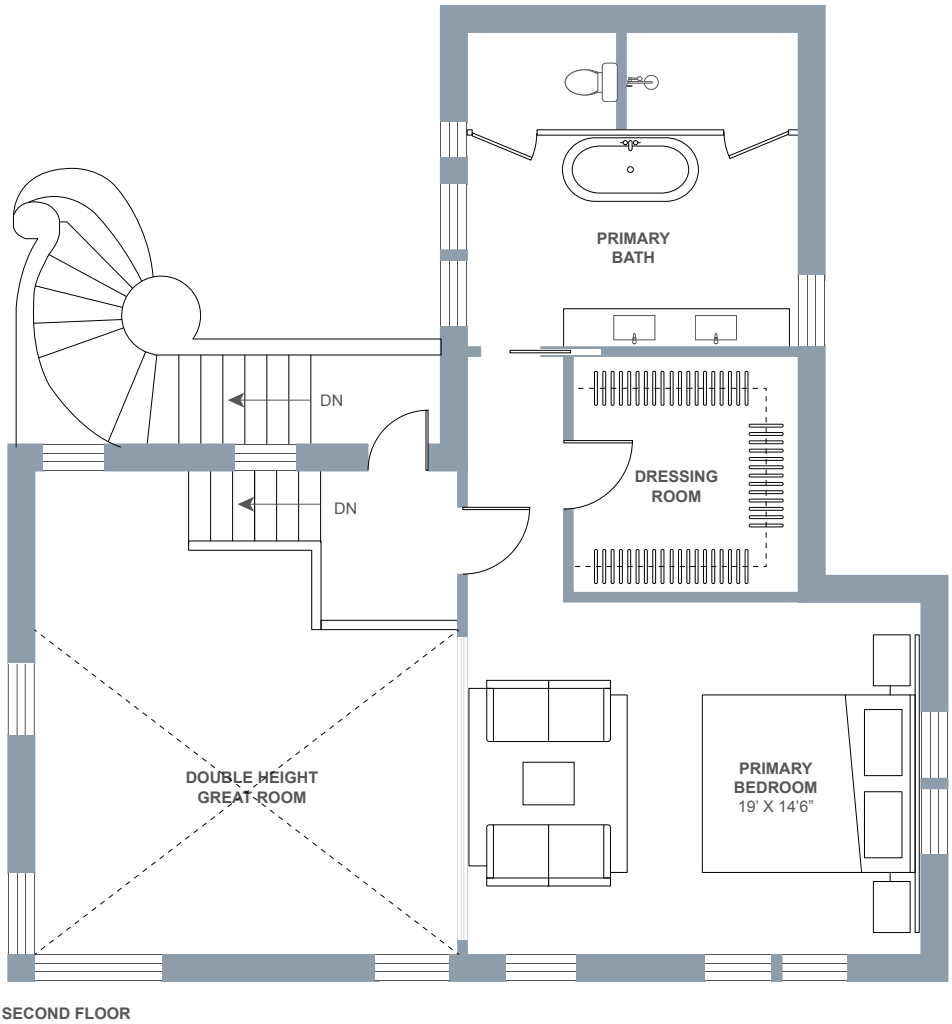 PRIMARY
BATH
DN
DRESSING
ROOM
DN
DOUBLE HEIGHT
GREAT ROOM
PRIMARY
BEDROOM
19’ X 14’6”
SECOND FLOOR